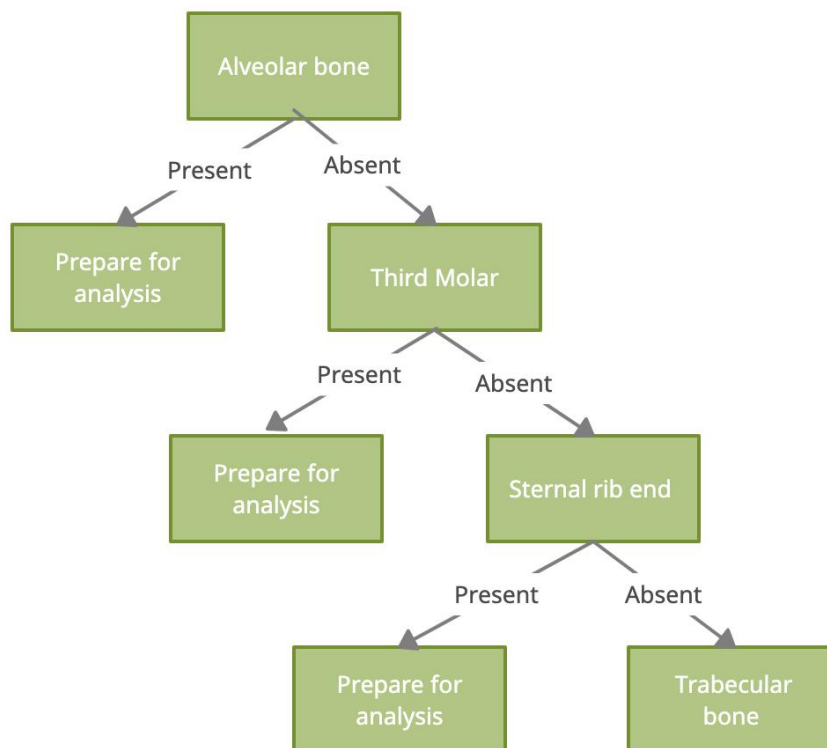 Alveolar bone
Present
Absent
Prepare for
analysis
Third Molar
Present
Absent
Prepare for
analysis
Sternal rib end
Present
Absent
Prepare for
analysis
Trabecular
bone